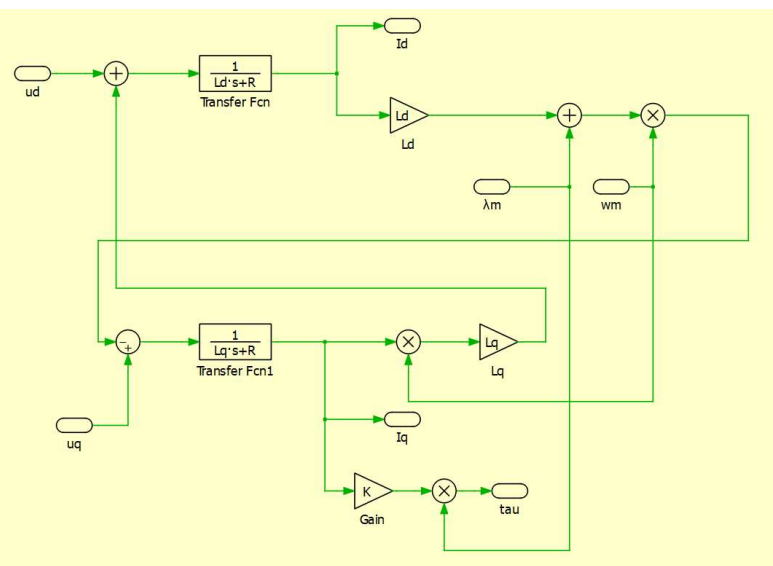 Id
ud
1
Ld·s+R
Transfer Fcn
Ld
Ld
λm
wm
1
Lq·s+R
Transfer Fcn1
Lq
Lq
uq
Iq
K
Gain
tau